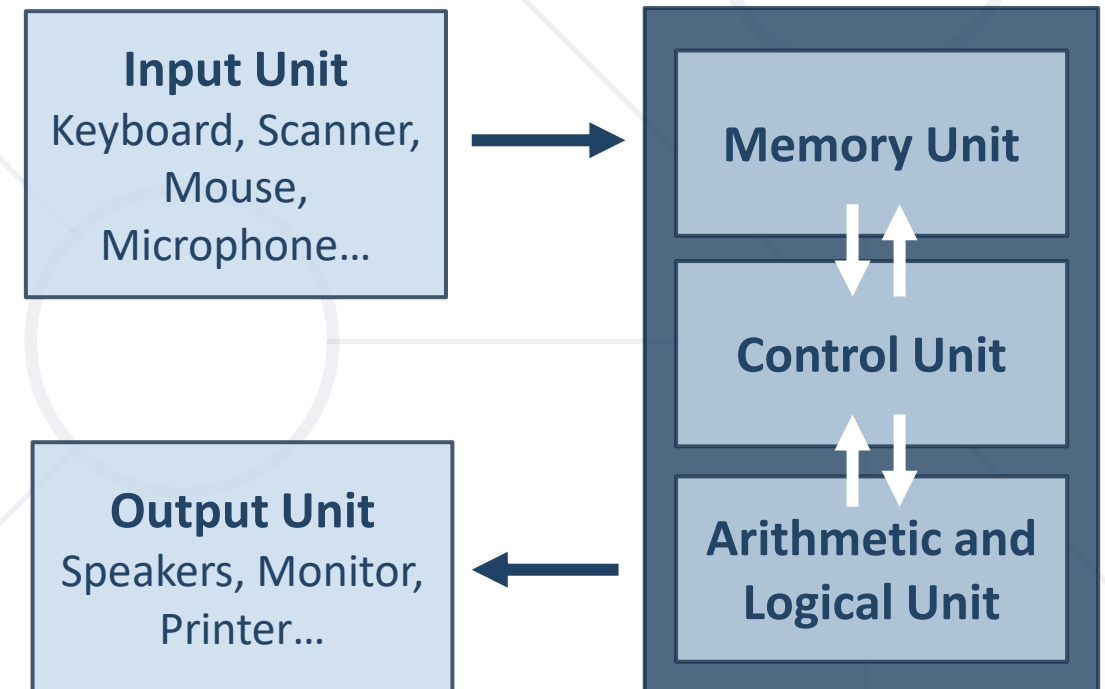 Input Unit
Keyboard, Scanner,
Mouse,
Microphone…
Output Unit
Speakers, Monitor,
Printer…
Memory Unit
Control Unit
Arithmetic and
Logical Unit